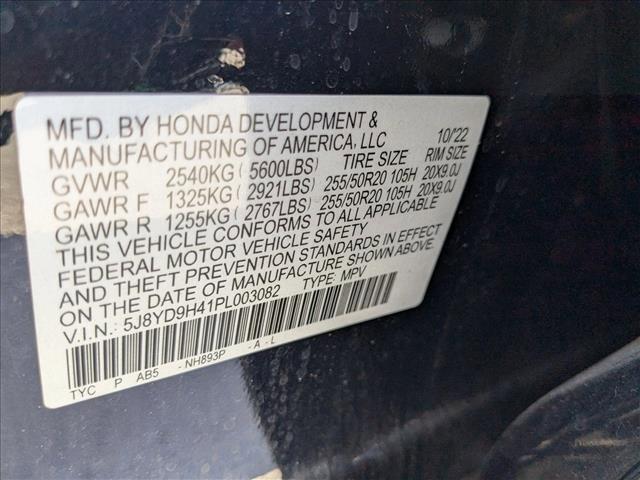 MFD. BY HONDA DEVELOPMENT &
MANUFACTURING OF AMERICA, LLC 10/22
GVWR 2540KG (5600LBS) TIRE SIZE RIM SIZE
GAWR F 1325KG (2921LBS) 255/50R20 105H 20X9.0J
GAWR R 1255KG (2767LBS) 255/50R20 105H 20X9.0J
THIS VEHICLE CONFORMS TO ALL APPLICABLE
FEDERAL MOTOR VEHICLE SAFETY
AND THEFT PREVENTION STANDARDS IN EFFECT
ON THE DATE OF MANUFACTURE SHOWN ABOVE.
V.I.N.: 5J8YD9H41PL003082 TYPE: MPV
TYC P AB5 - NH893P - A - L